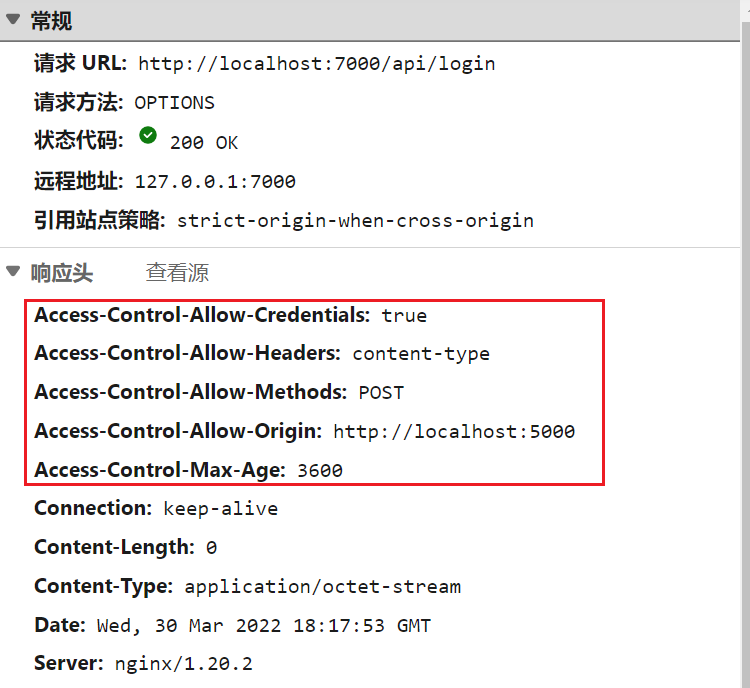 常规
请求 URL: http://localhost:7000/api/login
请求方法: OPTIONS
状态代码: 200 OK
远程地址: 127.0.0.1:7000
引用站点策略: strict-origin-when-cross-origin
响应头 查看源
Access-Control-Allow-Credentials: true
Access-Control-Allow-Headers: content-type
Access-Control-Allow-Methods: POST
Access-Control-Allow-Origin: http://localhost:5000
Access-Control-Max-Age: 3600
Connection: keep-alive
Content-Length: 0
Content-Type: application/octet-stream
Date: Wed, 30 Mar 2022 18:17:53 GMT
Server: nginx/1.20.2